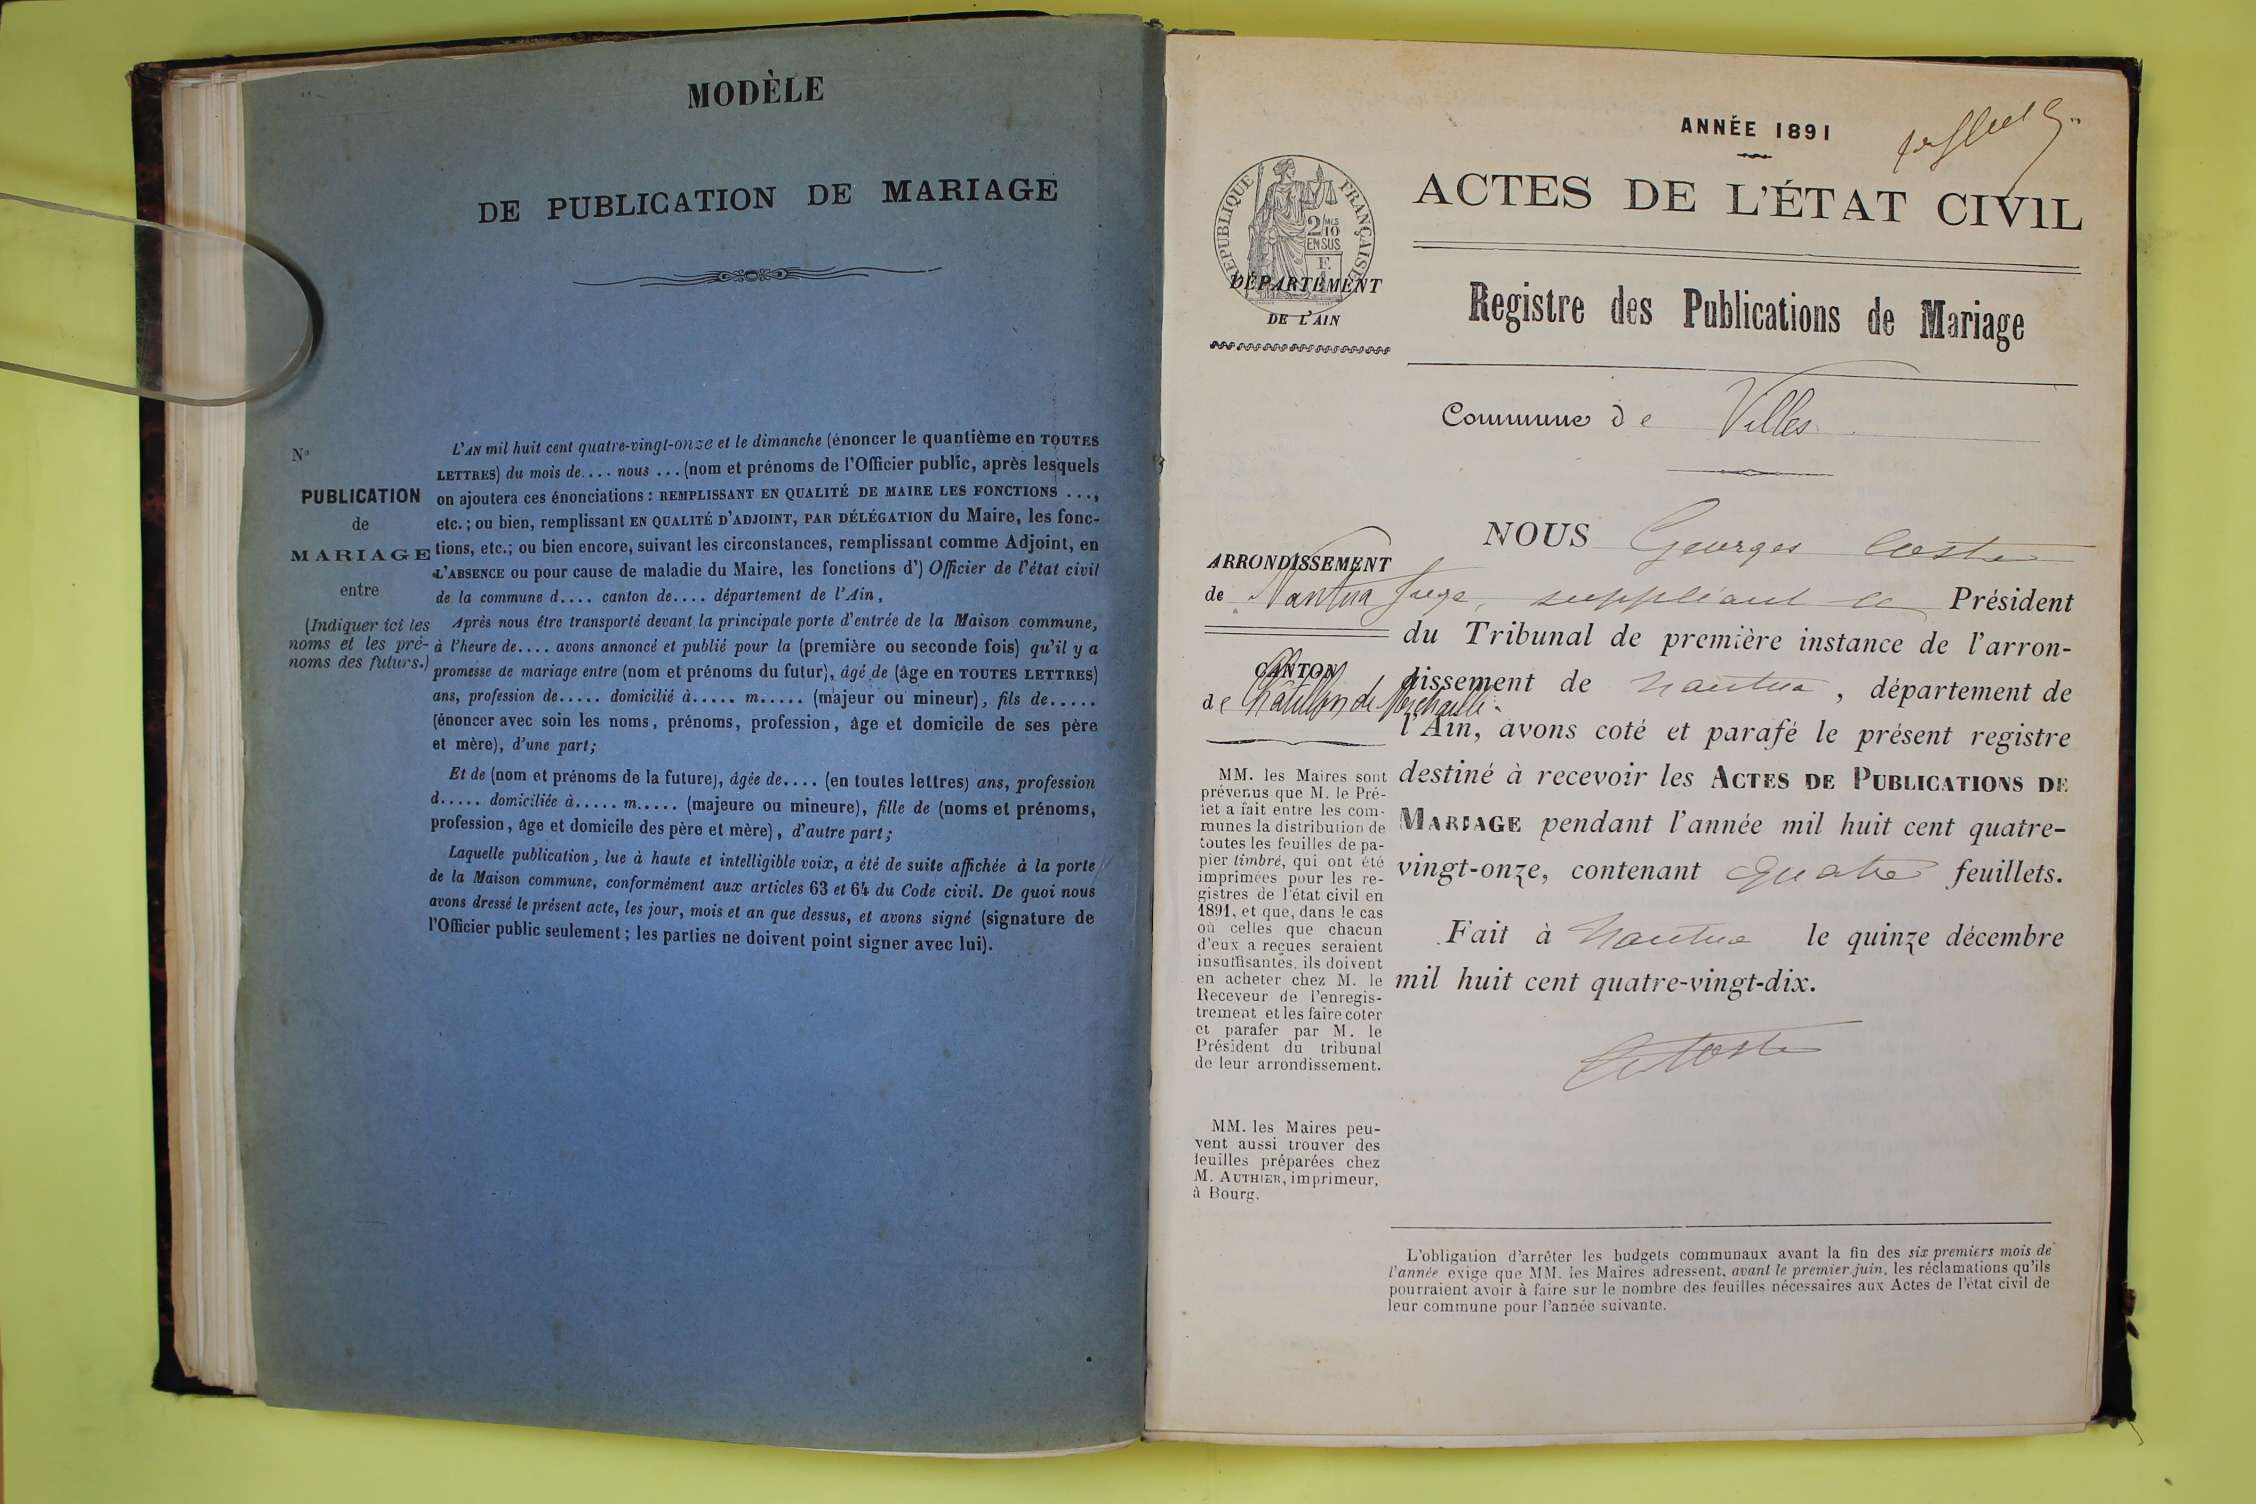 MODÈLE
DE PUBLICATION DE MARIAGE
N°
PUBLICATION
de
MARIAGE
entre
(Indiquer ici les
noms et les pré-
noms des futurs.)
L'AN mil huit cent quatre-vingt-onze et le dimanche (énoncer le quantième en TOUTES
LETTRES) du mois de.... nous ... (nom et prénoms de l'Officier public, après lesquels
on ajoutera ces énonciations : REMPLISSANT EN QUALITÉ DE MAIRE LES FONCTIONS ...,
etc. ; ou bien, remplissant EN QUALITÉ D'ADJOINT, PAR DÉLÉGATION du Maire, les fonc-
tions, etc.; ou bien encore, suivant les circonstances, remplissant comme Adjoint, en
L'ABSENCE ou pour cause de maladie du Maire, les fonctions d') Officier de l'état civil
de la commune d.... canton de.... département de l'Ain,
Après nous être transporté devant la principale porte d'entrée de la Maison commune,
à l'heure de.... avons annoncé et publié pour la (première ou seconde fois) qu'il y a
promesse de mariage entre (nom et prénoms du futur), âgé de (âge en TOUTES LETTRES)
ans, profession de..... domicilié à..... m..... (majeur ou mineur), fils de.....
(énoncer avec soin les noms, prénoms, profession, âge et domicile de ses père
et mère), d'une part;
Et de (nom et prénoms de la future), âgée de.... (en toutes lettres) ans, profession
d..... domiciliée à..... m..... (majeure ou mineure), fille de (noms et prénoms,
profession, âge et domicile des père et mère), d'autre part;
Laquelle publication, lue à haute et intelligible voix, a été de suite affichée à la porte
de la Maison commune, conformément aux articles 63 et 64 du Code civil. De quoi nous
avons dressé le présent acte, les jour, mois et an que dessus, et avons signé (signature de
l'Officier public seulement ; les parties ne doivent point signer avec lui).
ANNÉE 1891
ACTES DE L'ÉTAT CIVIL
RÉPUBLIQUE FRANÇAISE
2/10 MES
EN SUS
DÉPARTEMENT
DE L'AIN
Registre des Publications de Mariage
Commune de Villes.
ARRONDISSEMENT
de Nantua
CANTON
de Châtillon de Michaille
MM. les Maires sont
prévenus que M. le Pré-
fet a fait entre les com-
munes la distribution de
toutes les feuilles de pa-
pier timbré, qui ont été
imprimées pour les re-
gistres de l'état civil en
1891, et que, dans le cas
où celles que chacun
d'eux a reçues seraient
insuffisantes, ils doivent
en acheter chez M. le
Receveur de l'enregis-
trement et les faire coter
et parafer par M. le
Président du tribunal
de leur arrondissement.
MM. les Maires peu-
vent aussi trouver des
feuilles préparées chez
M. AUTHIER, imprimeur,
à Bourg.
NOUS Georges Coste
Juge, suppléant le Président
du Tribunal de première instance de l'arron-
dissement de Nantua, département de
l'Ain, avons coté et parafé le présent registre
destiné à recevoir les ACTES DE PUBLICATIONS DE
MARIAGE pendant l'année mil huit cent quatre-
vingt-onze, contenant quatre feuillets.
Fait à Nantua le quinze décembre
mil huit cent quatre-vingt-dix.
L'obligation d'arrêter les budgets communaux avant la fin des six premiers mois de
l'année exige que MM. les Maires adressent, avant le premier juin, les réclamations qu'ils
pourraient avoir à faire sur le nombre des feuilles nécessaires aux Actes de l'état civil de
leur commune pour l'année suivante.